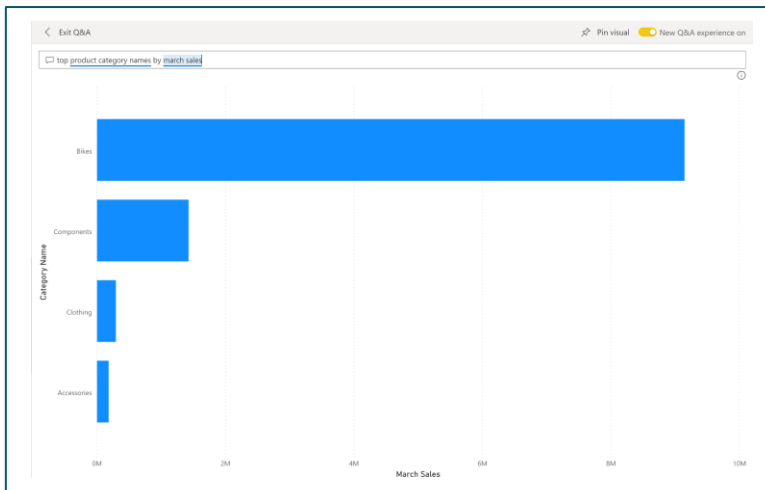 Exit Q&A
Pin visual
New Q&A experience on
top product category names by march sales
Category Name
Bikes
Components
Clothing
Accessories
0M 2M 4M 6M 8M 10M
March Sales